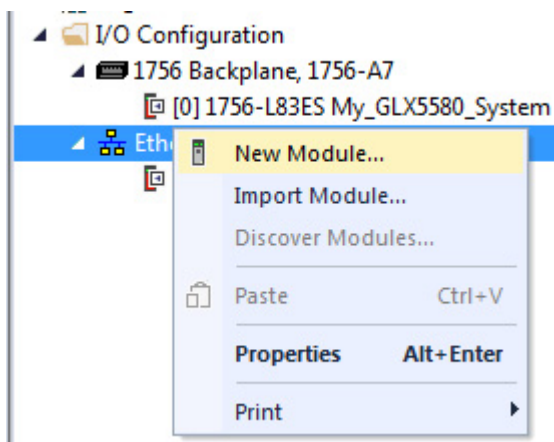 I/O Configuration
1756 Backplane, 1756-A7
[0] 1756-L83ES My_GLX5580_System
New Module...
Import Module...
Discover Modules...
Paste Ctrl+V
Properties Alt+Enter
Print